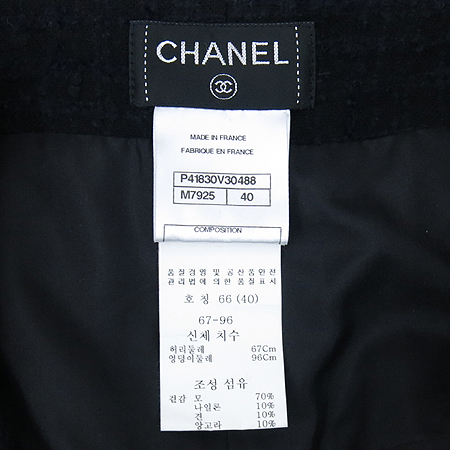 CHANEL
MADE IN FRANCE
FABRIQUE EN FRANCE
P41830V30488
M7925 40
COMPOSITION
품질경영 및 공산품안전
관리법에 의한 품질표시
호 칭 66 (40)
67-96
신체 치수
허리둘레 67Cm
엉덩이둘레 96Cm
조성 섬유
겉감 모 70%
나일론 10%
견 10%
앙고라 10%